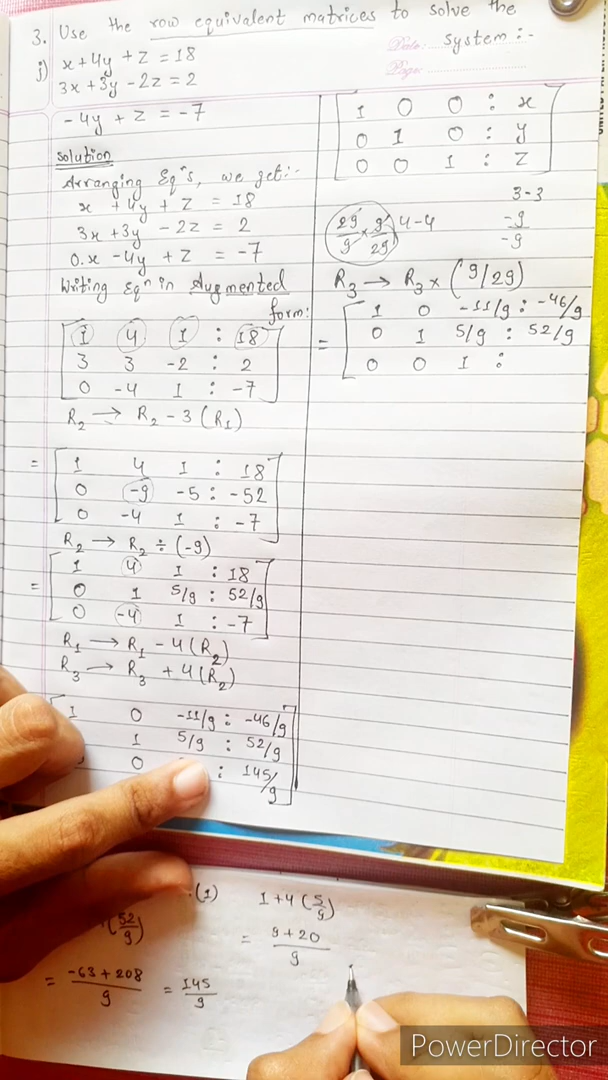 3. Use the row equivalent matrices to solve the
Date: system :-
Page:
j) x + 4y + z = 18
3x + 3y - 2z = 2
- 4y + z = -7
Solution
Arranging Eqⁿs, we get:-
x + 4y + z = 18
3x + 3y - 2z = 2
0.x - 4y + z = -7
Writing Eqⁿ in Augmented
form:
1 4 1 : 18
3 3 -2 : 2
0 -4 1 : -7
R₂ → R₂ - 3 (R₁)
= 1 4 1 : 18
0 -9 -5 : -52
0 -4 1 : -7
R₂ → R₂ ÷ (-9)
= 1 4 1 : 18
0 1 5/9 : 52/9
0 -4 1 : -7
R₁ → R₁ - 4 (R₂)
R₃ → R₃ + 4 (R₂)
1 0 -11/9 : -46/9
1 5/9 : 52/9
0 : 145/9
1 0 0 : x
0 1 0 : y
0 0 1 : z
3-3
29/9 × 9/29 4-4 -9
-9
R₃ → R₃ × (9/29)
= 1 0 -11/9 : -46/9
0 1 5/9 : 52/9
0 0 1 :
(1) 1 + 4 (5/9)
(52/9) = 9+20/9
= -63+208/9 = 145/9
PowerDirector